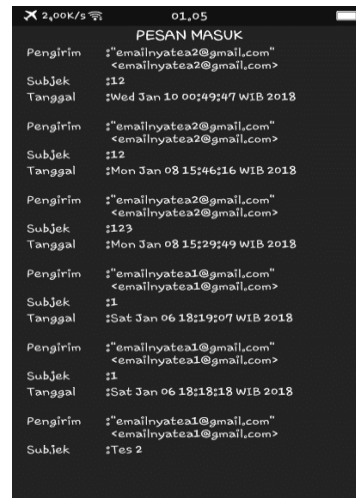 2,00K/s 01.05
PESAN MASUK
Pengirim :"emailnyatea2@gmail.com"
<emailnyatea2@gmail.com>
Subjek :12
Tanggal :Wed Jan 10 00:49:47 WIB 2018
Pengirim :"emailnyatea2@gmail.com"
<emailnyatea2@gmail.com>
Subjek :12
Tanggal :Mon Jan 08 15:46:16 WIB 2018
Pengirim :"emailnyatea2@gmail.com"
<emailnyatea2@gmail.com>
Subjek :123
Tanggal :Mon Jan 08 15:29:49 WIB 2018
Pengirim :"emailnyatea1@gmail.com"
<emailnyatea1@gmail.com>
Subjek :1
Tanggal :Sat Jan 06 18:19:07 WIB 2018
Pengirim :"emailnyatea1@gmail.com"
<emailnyatea1@gmail.com>
Subjek :1
Tanggal :Sat Jan 06 18:18:18 WIB 2018
Pengirim :"emailnyatea1@gmail.com"
<emailnyatea1@gmail.com>
Subjek :Tes 2